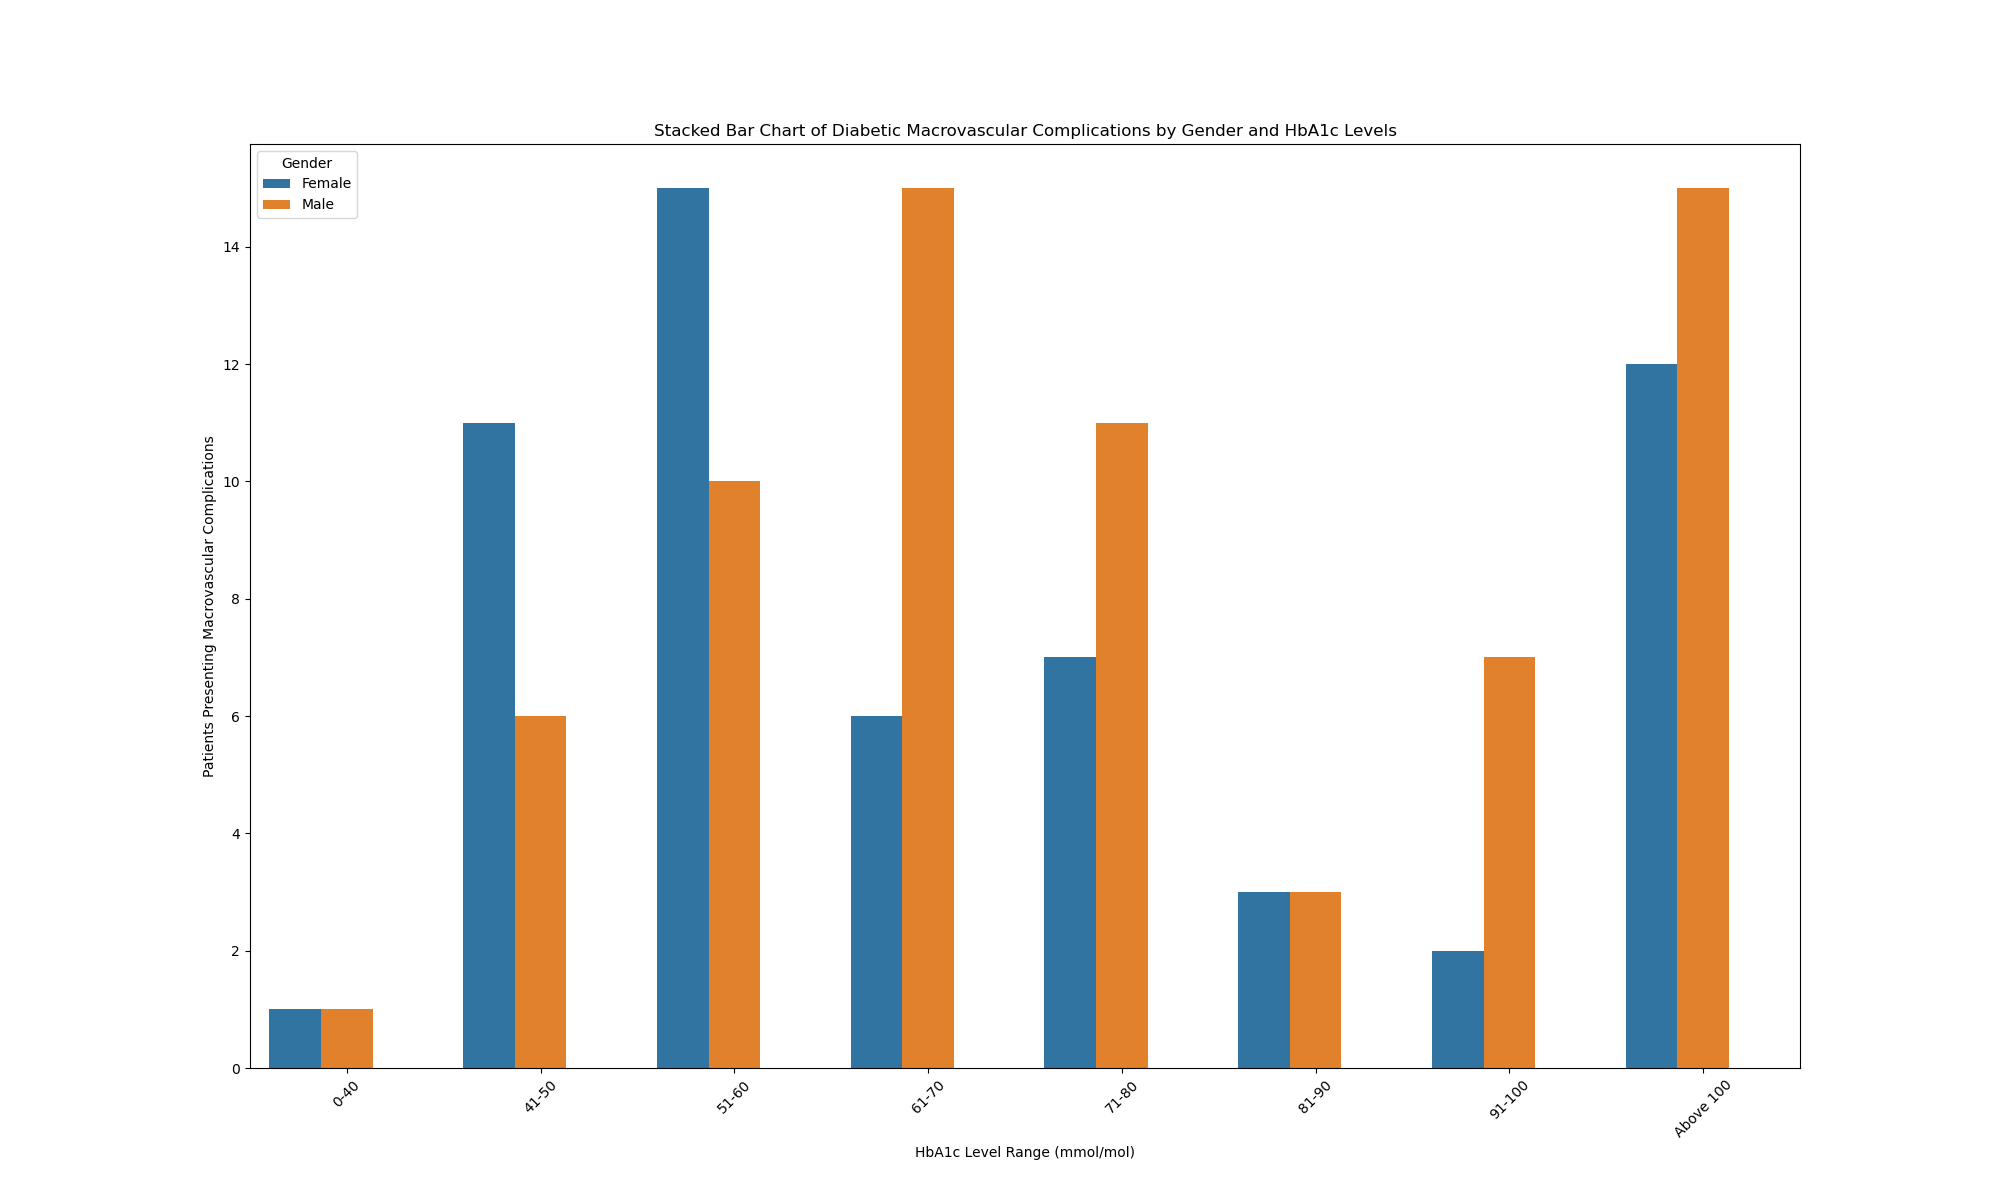 Stacked Bar Chart of Diabetic Macrovascular Complications by Gender and HbA1c Levels
Gender
Female
Male
Patients Presenting Macrovascular Complications
14
12
10
8
6
4
2
0
0-40
41-50
51-60
61-70
71-80
81-90
91-100
Above 100
HbA1c Level Range (mmol/mol)